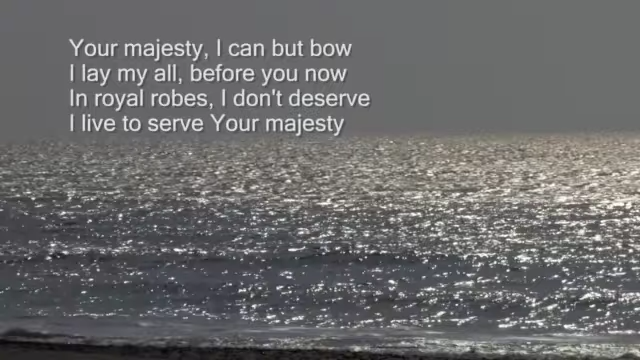 Your majesty, I can but bow
I lay my all, before you now
In royal robes, I don't deserve
I live to serve Your majesty